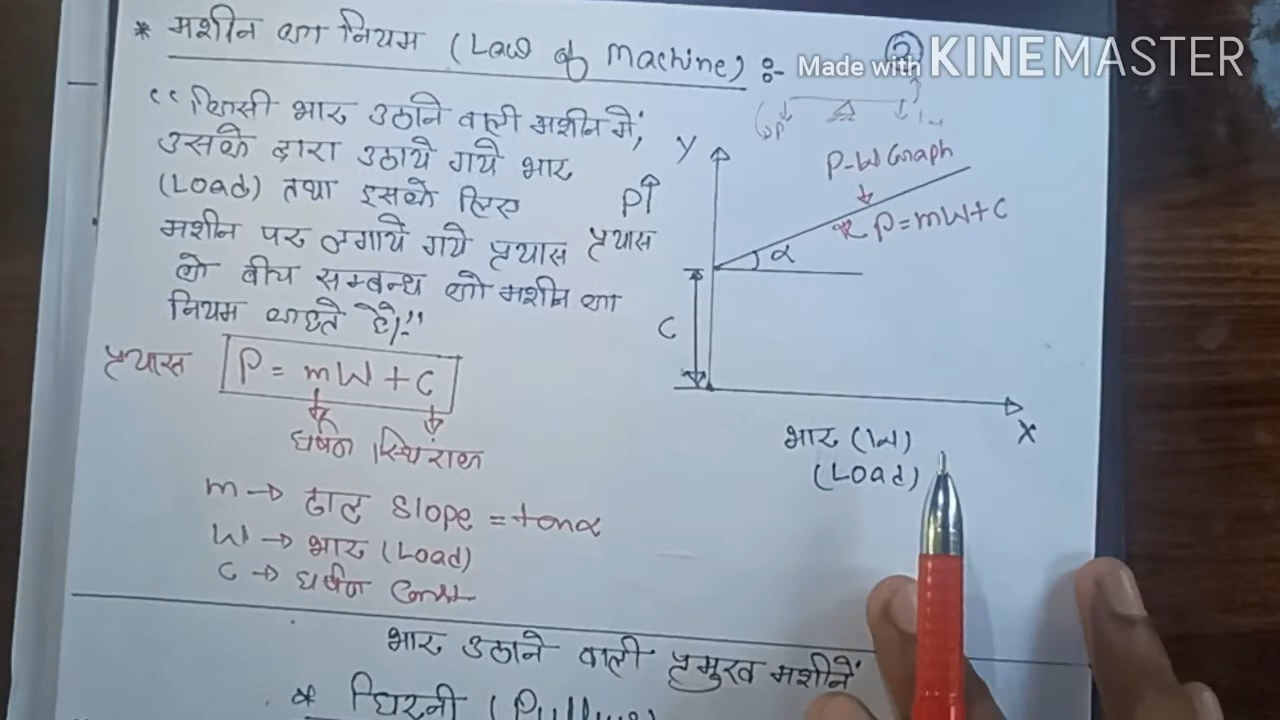 * मशीन का नियम (Law of Machine) :-
Made with KINEMASTER
"किसी भार उठाने वाली मशीन में,
उसके द्वारा उठाये गये भार
(Load) तथा इसके लिए
मशीन पर लगाये गये प्रयास
के बीच सम्बन्ध को मशीन का
नियम कहते है।"
प्रयास P = mW + C
घर्षन स्थिरांक
m → ढाल Slope = tanα
W → भार (Load)
C → घर्षन Const
Y
P↑
प्रयास
P-W Graph
P=mW+C
α
C
X
भार (W)
(Load)
भार उठाने वाली प्रमुख मशीनें
* घिरनी